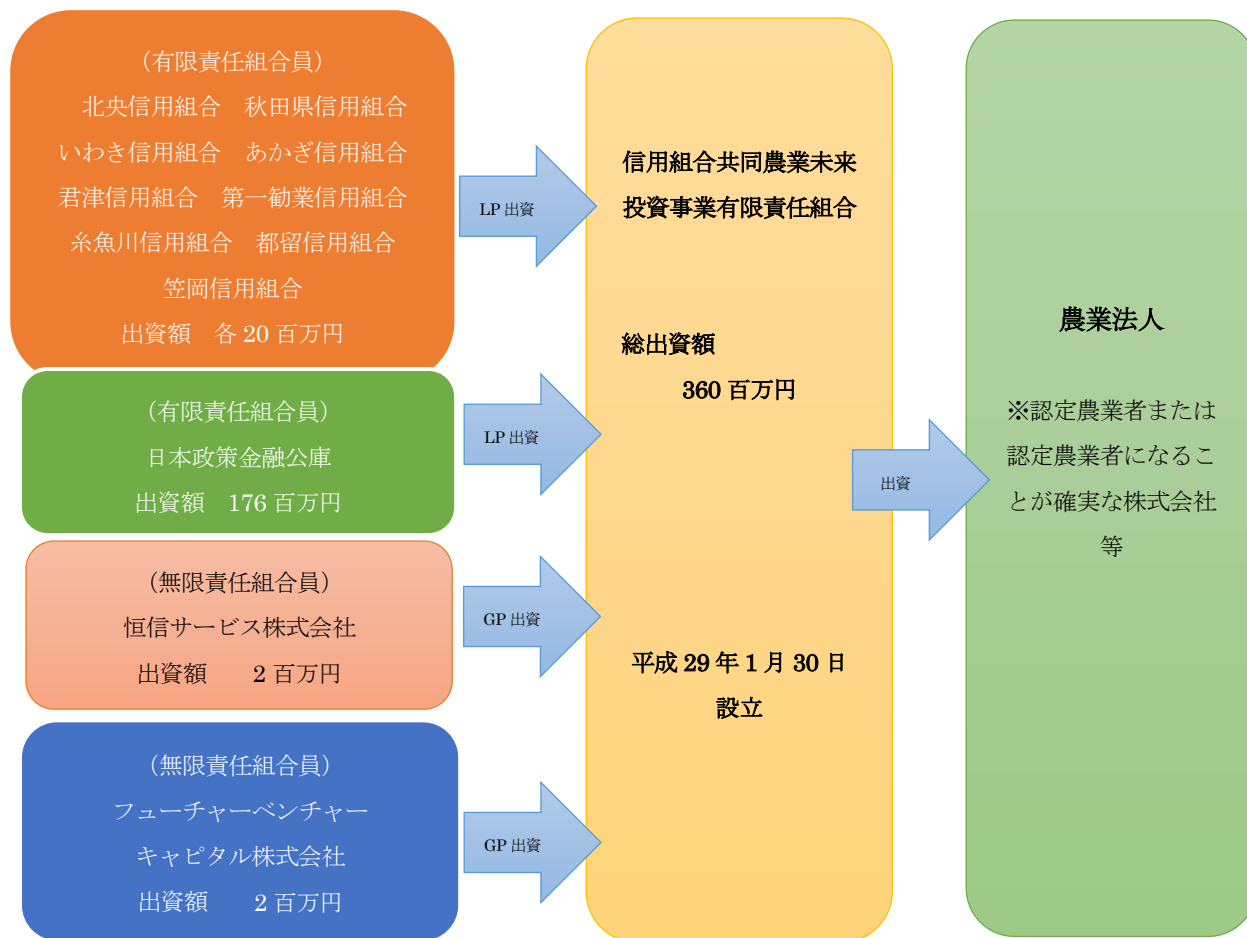 （有限責任組合員）
北央信用組合　秋田県信用組合
いわき信用組合　あかぎ信用組合
君津信用組合　第一勧業信用組合
糸魚川信用組合　都留信用組合
笠岡信用組合
出資額　各 20 百万円
LP 出資
（有限責任組合員）
日本政策金融公庫
出資額　176 百万円
LP 出資
（無限責任組合員）
恒信サービス株式会社
出資額　　2 百万円
GP 出資
（無限責任組合員）
フューチャーベンチャー
キャピタル株式会社
出資額　　2 百万円
GP 出資
信用組合共同農業未来
投資事業有限責任組合
総出資額
360 百万円
平成 29 年 1 月 30 日
設立
出資
農業法人
※認定農業者または
認定農業者になるこ
とが確実な株式会社
等